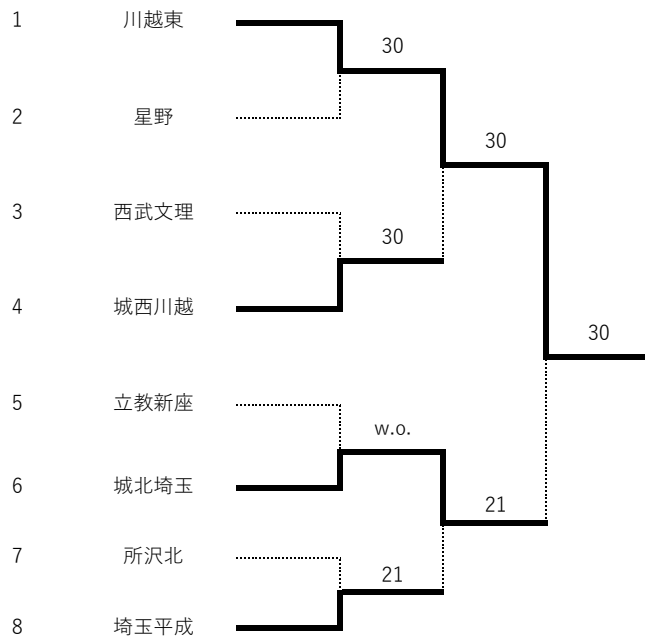 1 川越東
30
2 星野
30
3 西武文理
30
4 城西川越
30
5 立教新座
w.o.
6 城北埼玉
21
7 所沢北
21
8 埼玉平成